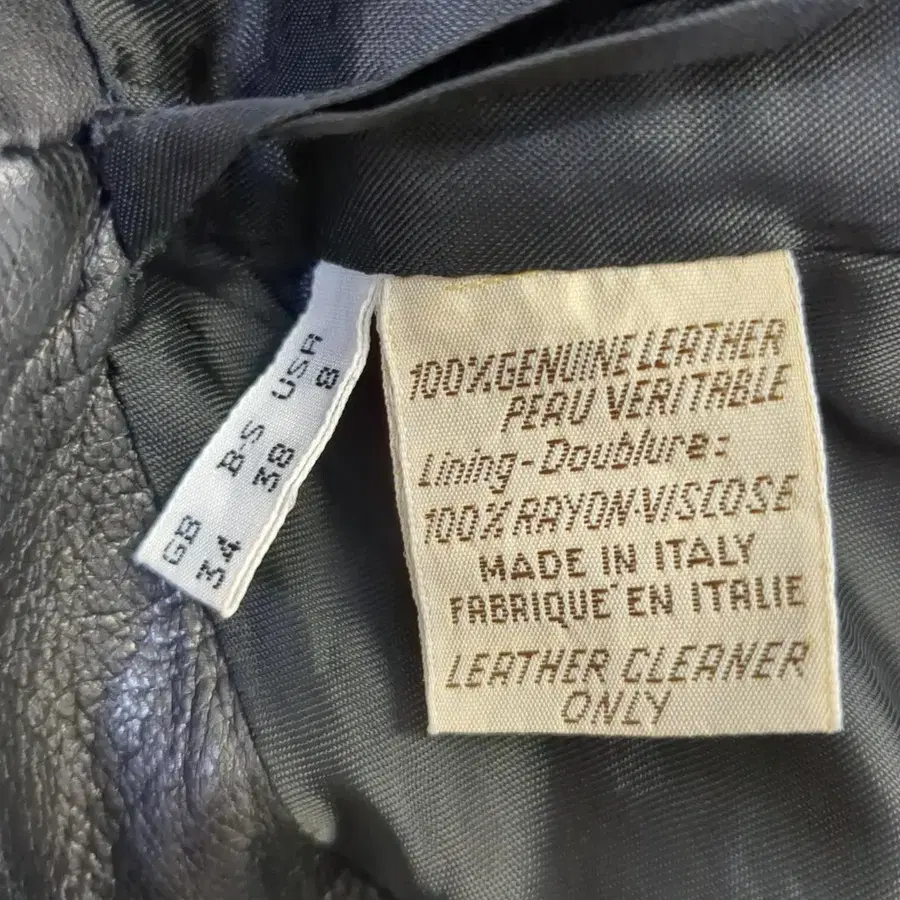 USA B-S GB
8 38 34
100%GENUINE LEATHER
PEAU VERITABLE
Lining-Doublure:
100% RAYON-VISCOSE
MADE IN ITALY
FABRIQUE' EN ITALIE
LEATHER CLEANER
ONLY